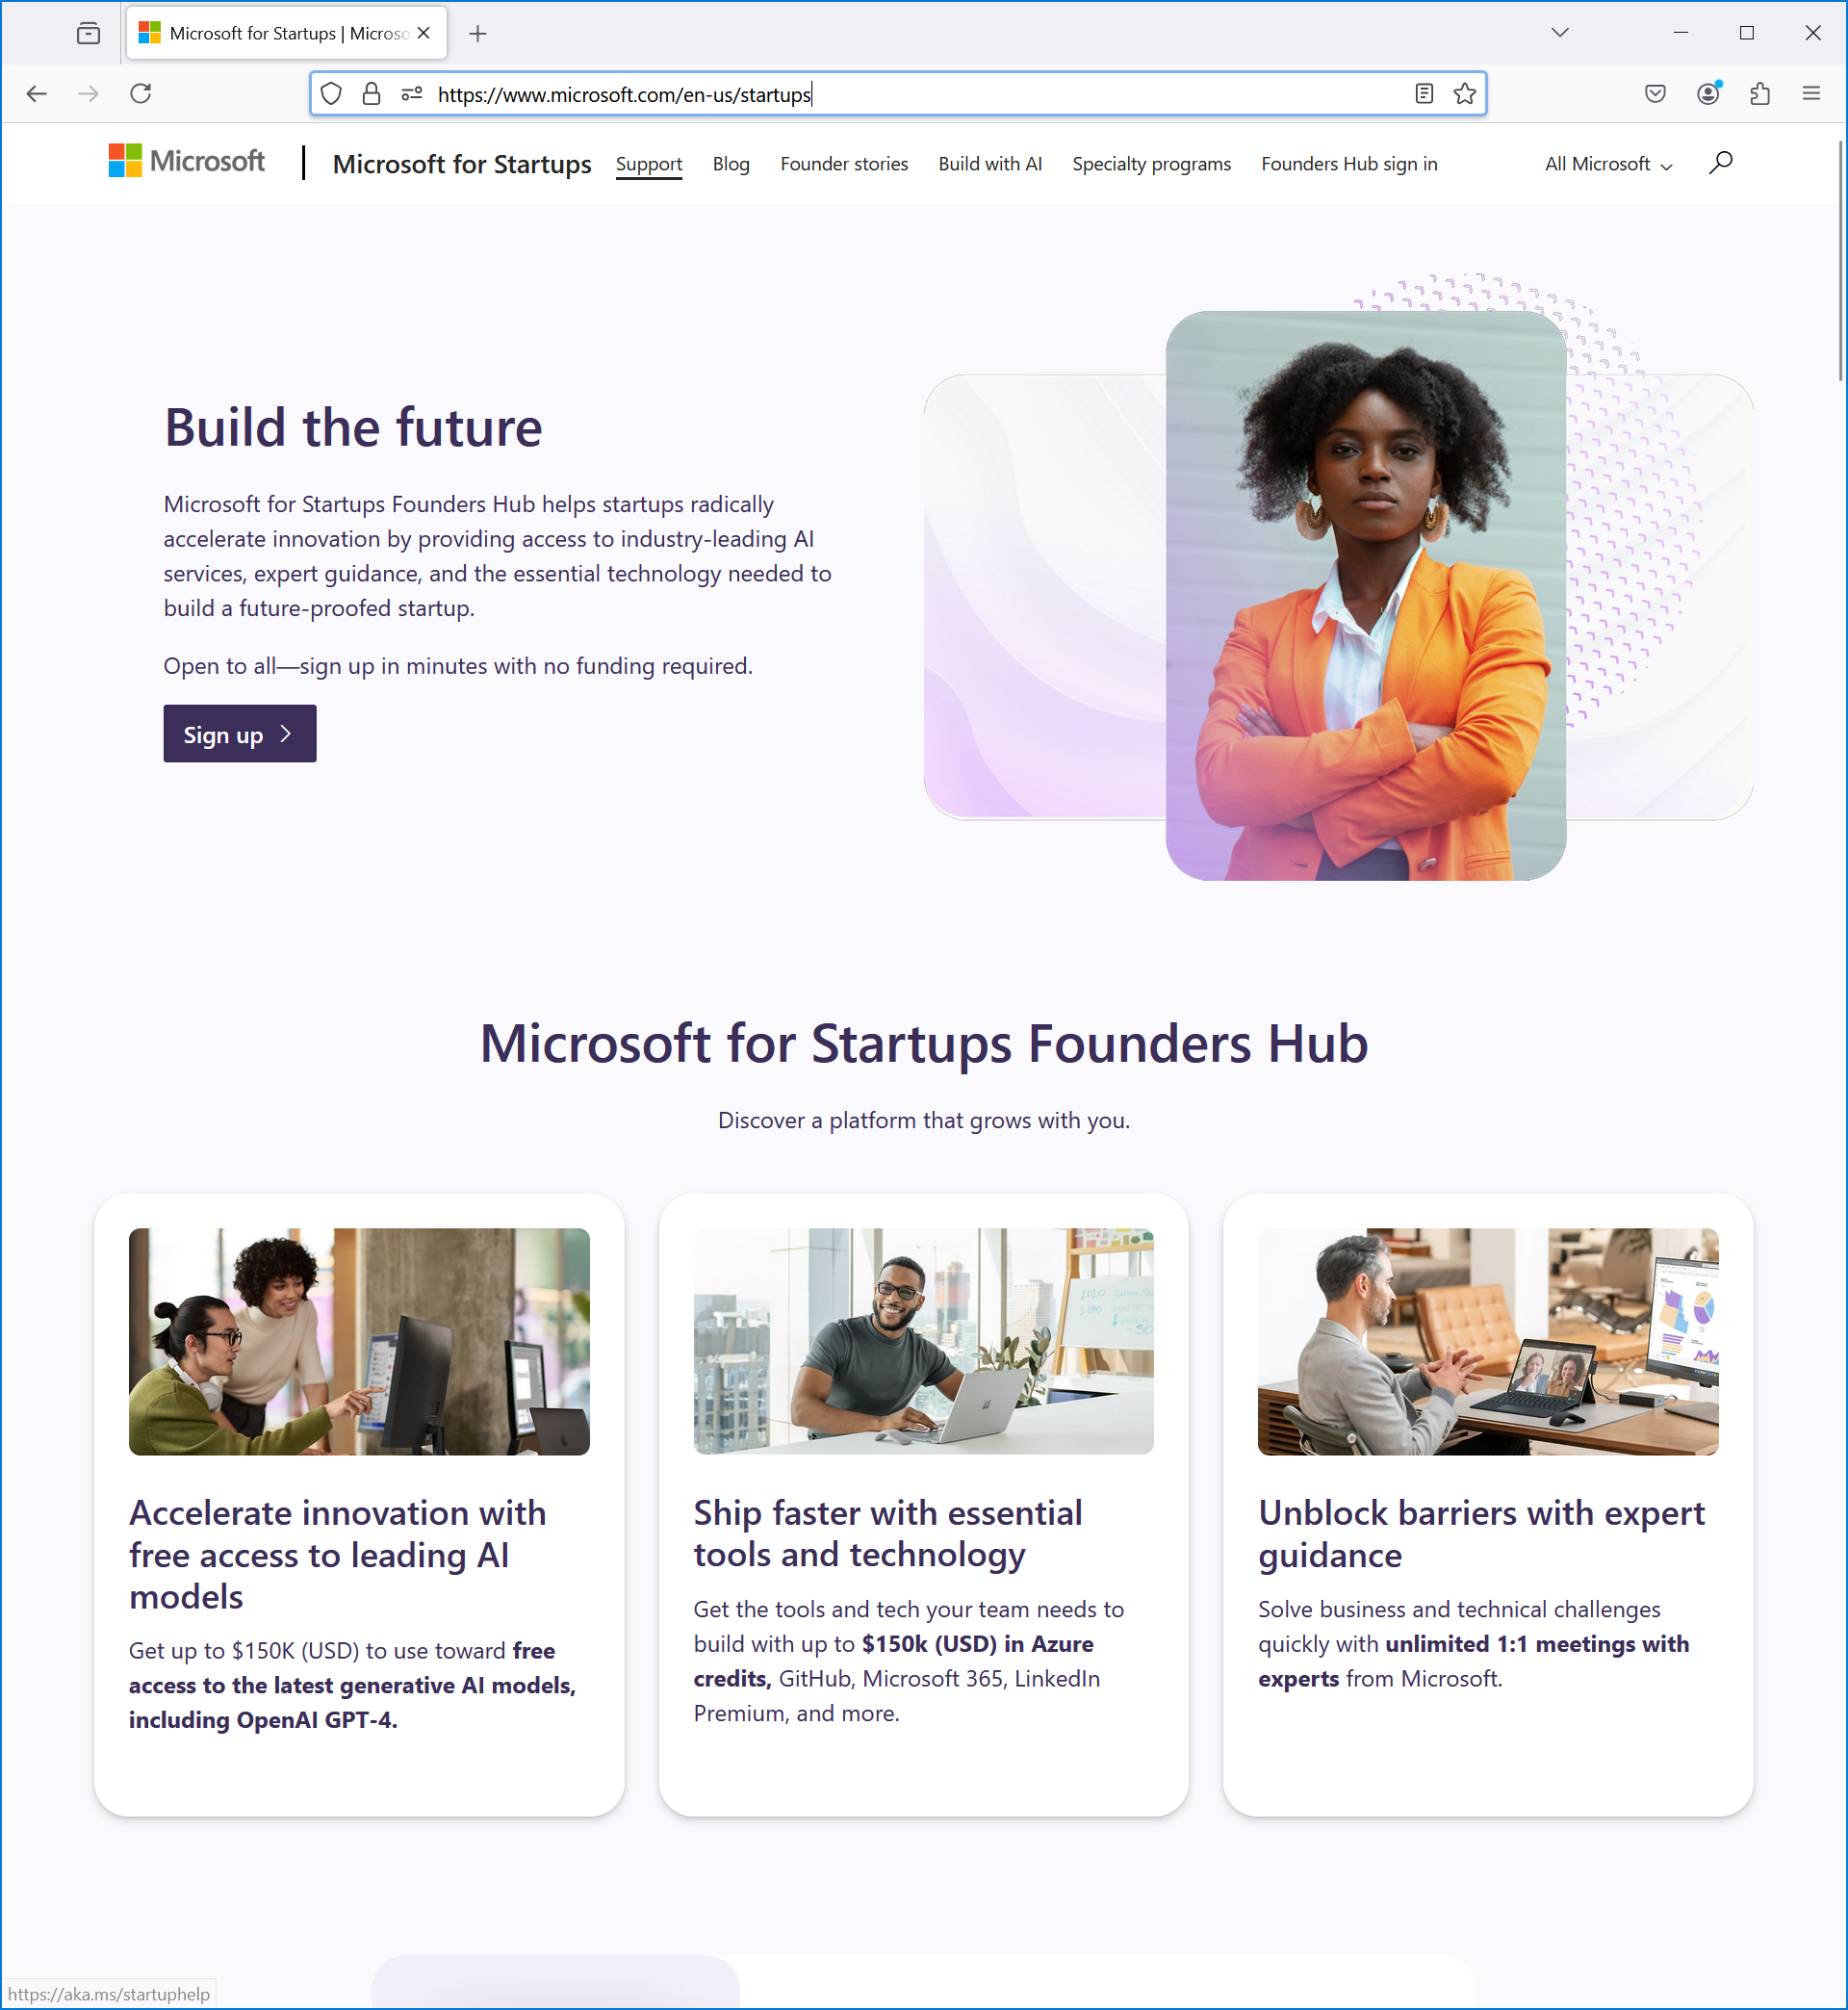 Microsoft for Startups | Microso
https://www.microsoft.com/en-us/startups
Microsoft
Microsoft for Startups
Support
Blog
Founder stories
Build with AI
Specialty programs
Founders Hub sign in
All Microsoft
Build the future
Microsoft for Startups Founders Hub helps startups radically
accelerate innovation by providing access to industry-leading AI
services, expert guidance, and the essential technology needed to
build a future-proofed startup.
Open to all—sign up in minutes with no funding required.
Sign up
Microsoft for Startups Founders Hub
Discover a platform that grows with you.
Accelerate innovation with
free access to leading AI
models
Get up to $150K (USD) to use toward free
access to the latest generative AI models,
including OpenAI GPT-4.
Ship faster with essential
tools and technology
Get the tools and tech your team needs to
build with up to $150k (USD) in Azure
credits, GitHub, Microsoft 365, LinkedIn
Premium, and more.
Unblock barriers with expert
guidance
Solve business and technical challenges
quickly with unlimited 1:1 meetings with
experts from Microsoft.
https://aka.ms/startuphelp